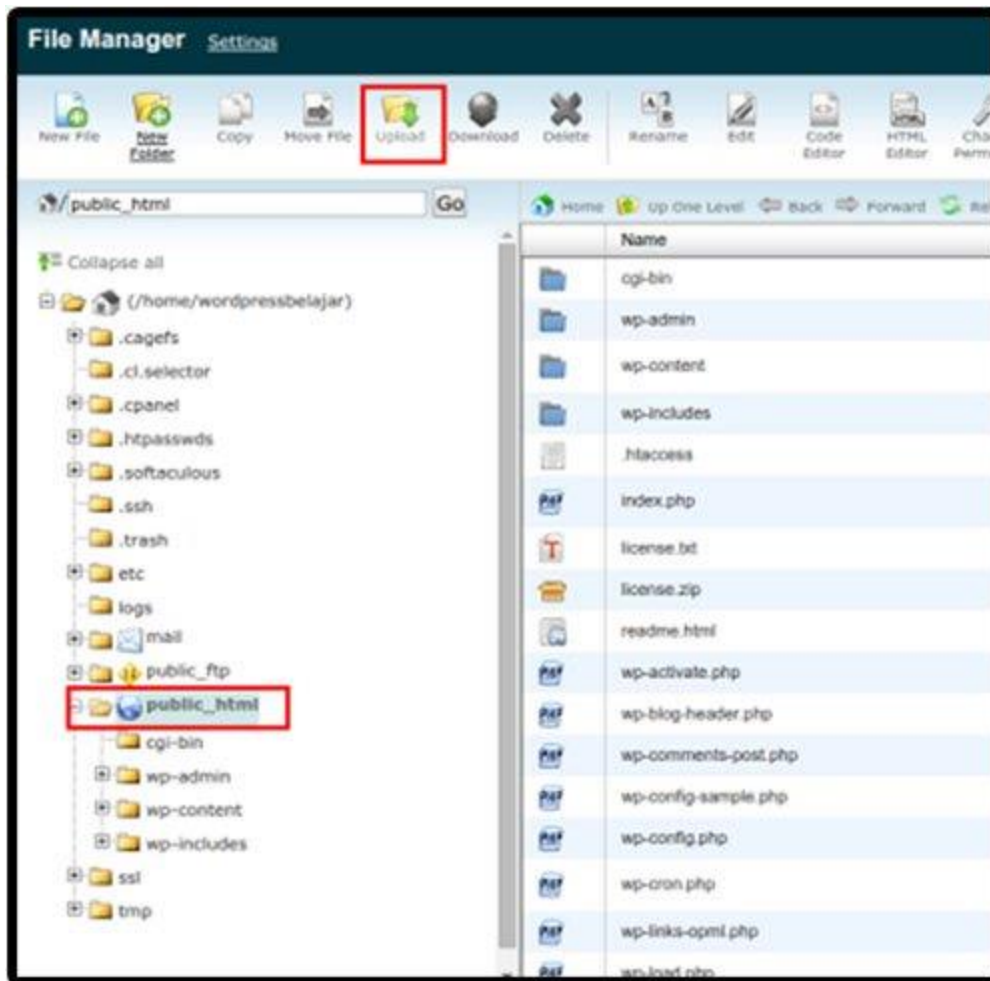 File Manager Settings
New File
New Folder
Copy
Move File
Upload
Download
Delete
Rename
Edit
Code Editor
HTML Editor
/public_html Go
Home Up One Level Back Forward
Collapse all
(/home/wordpressbelajar)
.cagefs
.cl.selector
.cpanel
.htpasswds
.softaculous
.ssh
.trash
etc
logs
mail
public_ftp
public_html
cgi-bin
wp-admin
wp-content
wp-includes
ssl
tmp
Name
cgi-bin
wp-admin
wp-content
wp-includes
.htaccess
index.php
license.txt
license.zip
readme.html
wp-activate.php
wp-blog-header.php
wp-comments-post.php
wp-config-sample.php
wp-config.php
wp-cron.php
wp-links-opml.php
wp-load.php